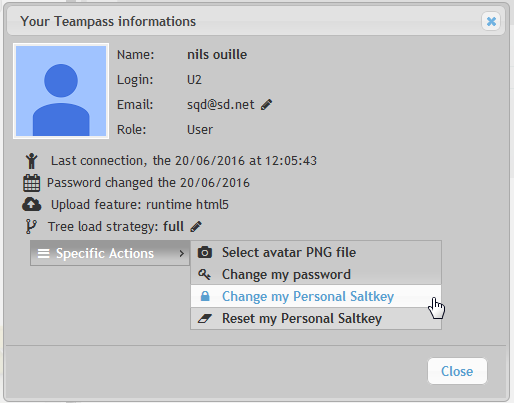 Your Teampass informations
Name: nils ouille
Login: U2
Email: sqd@sd.net
Role: User
Last connection, the 20/06/2016 at 12:05:43
Password changed the 20/06/2016
Upload feature: runtime html5
Tree load strategy: full
Specific Actions
Select avatar PNG file
Change my password
Change my Personal Saltkey
Reset my Personal Saltkey
Close